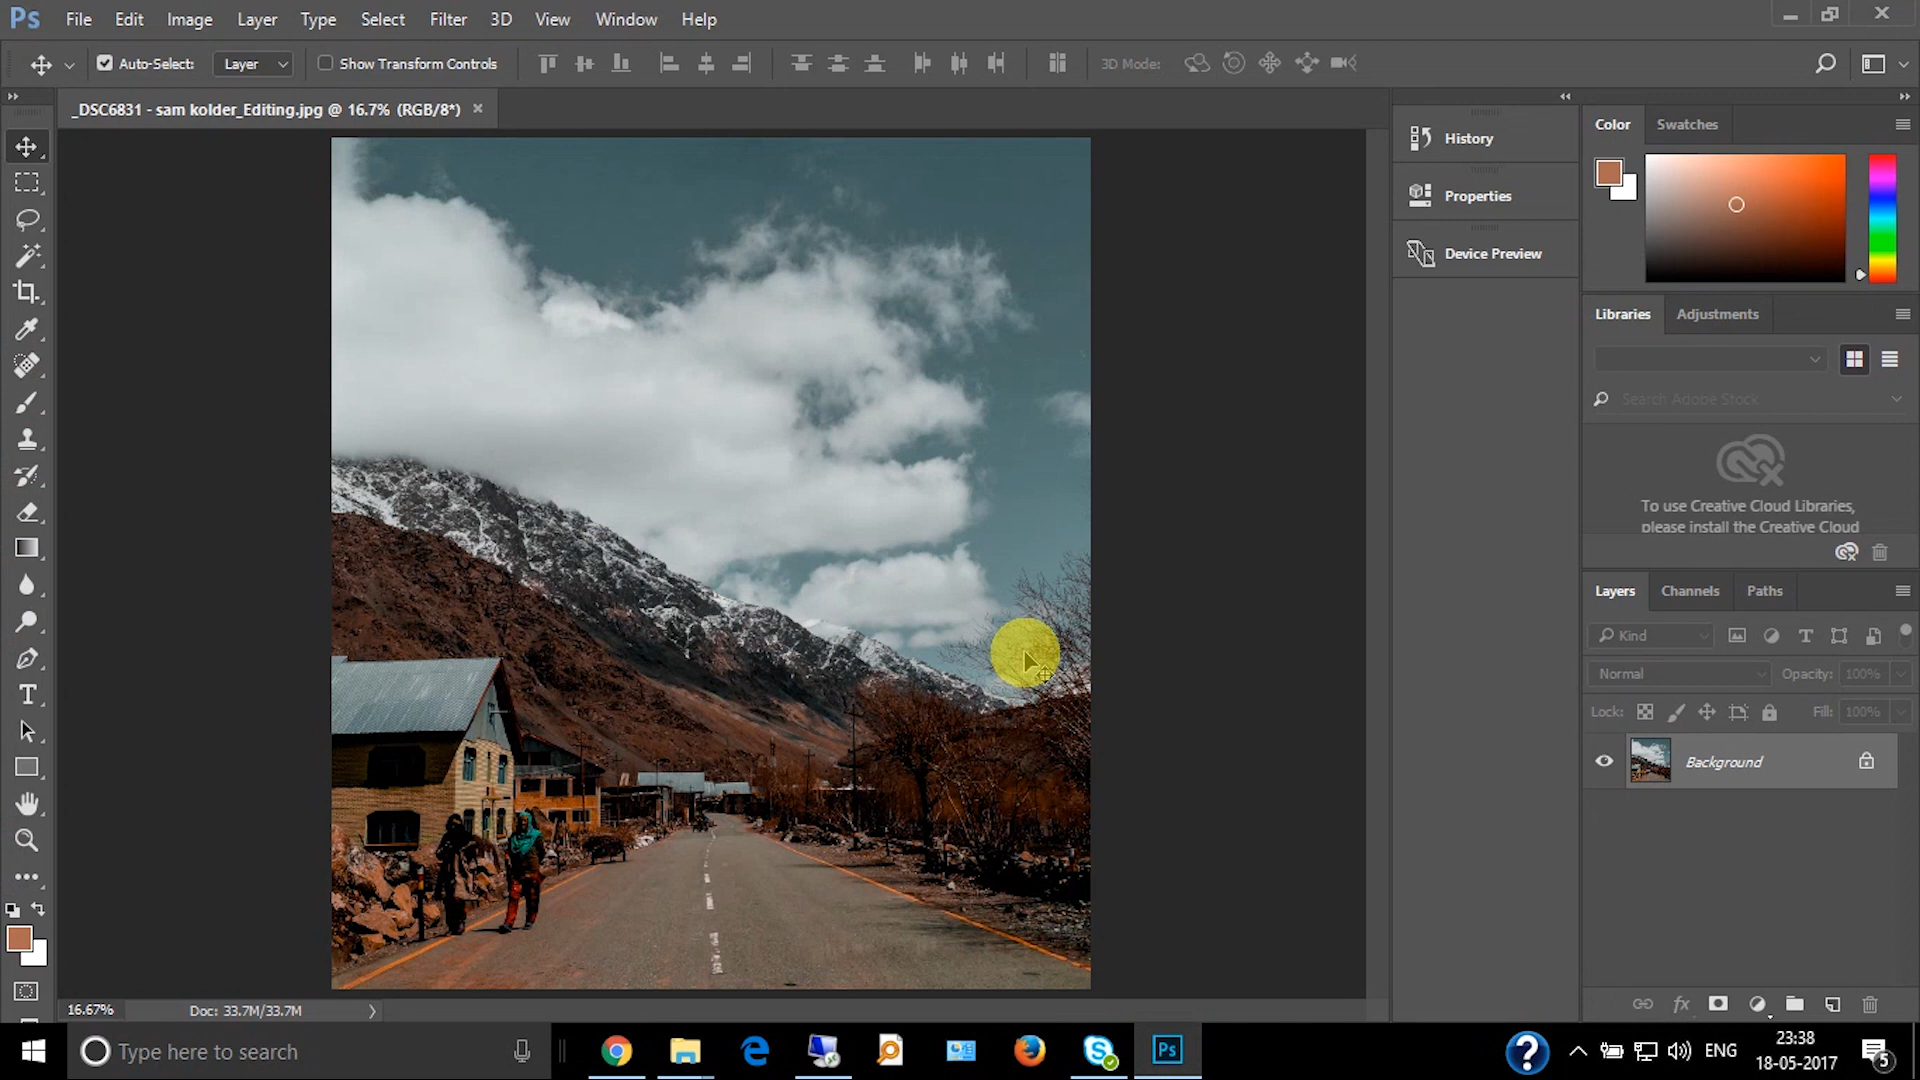 Ps File Edit Image Layer Type Select Filter 3D View Window Help
Auto-Select: Layer Show Transform Controls 3D Mode:
_DSC6831 - sam kolder_Editing.jpg @ 16.7% (RGB/8*)
History
Properties
Device Preview
Color Swatches
Libraries Adjustments
Search Adobe Stock
To use Creative Cloud Libraries,
please install the Creative Cloud
Layers Channels Paths
Kind
Normal Opacity: 100%
Lock: Fill: 100%
Background
16.67% Doc: 33.7M/33.7M
Type here to search
Ps
ENG
23:38
18-05-2017
5